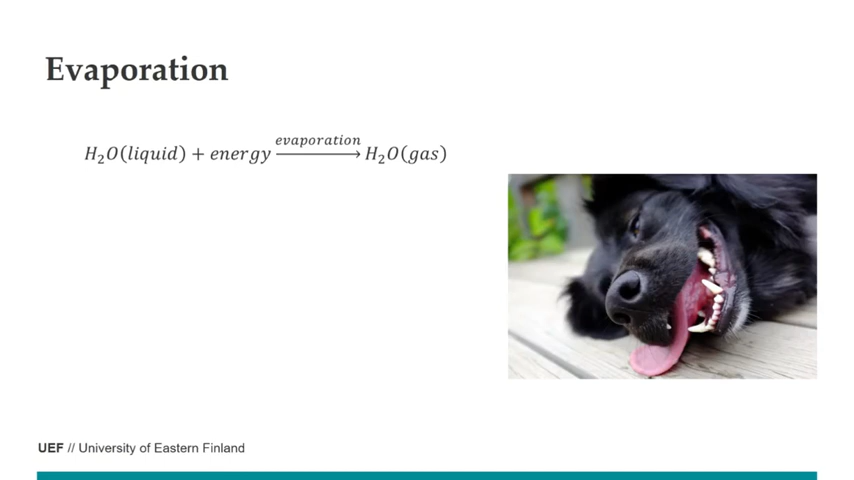 Evaporation
H₂O(liquid) + energy —evaporation→ H₂O(gas)
UEF // University of Eastern Finland